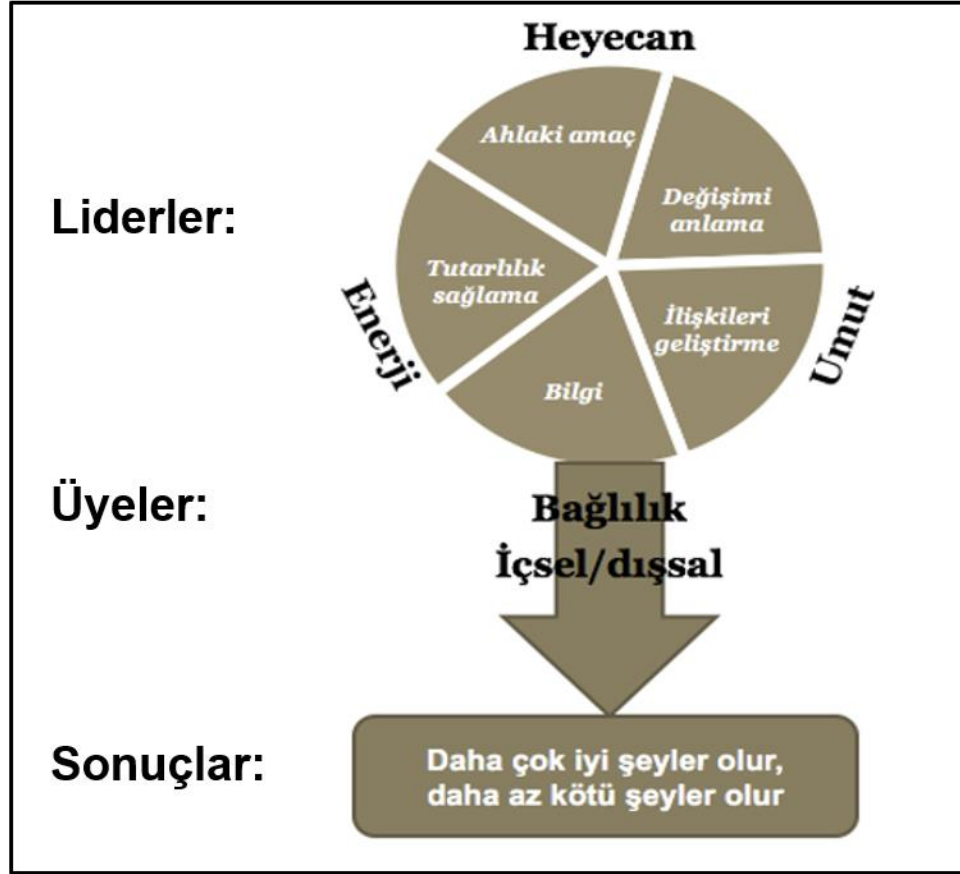 Heyecan
Ahlaki amaç
Değişimi
anlama
Liderler:
Tutarlılık
sağlama
Enerji
İlişkileri
geliştirme
Umut
Bilgi
Üyeler:
Bağlılık
İçsel/dışsal
Sonuçlar:
Daha çok iyi şeyler olur,
daha az kötü şeyler olur